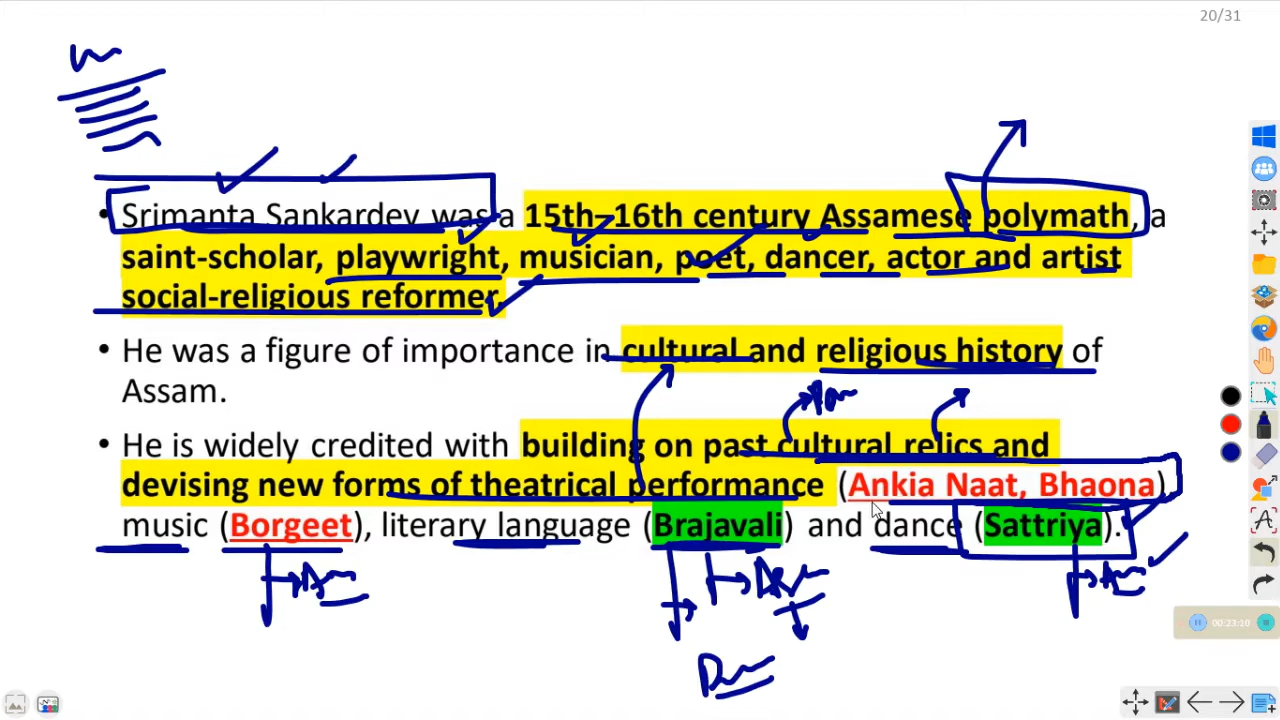 20/31
• Srimanta Sankardev was a 15th–16th century Assamese polymath, a
saint-scholar, playwright, musician, poet, dancer, actor and artist
social-religious reformer.
• He was a figure of importance in cultural and religious history of
Assam.
• He is widely credited with building on past cultural relics and
devising new forms of theatrical performance (Ankia Naat, Bhaona),
music (Borgeet), literary language (Brajavali) and dance (Sattriya).
00:23:10